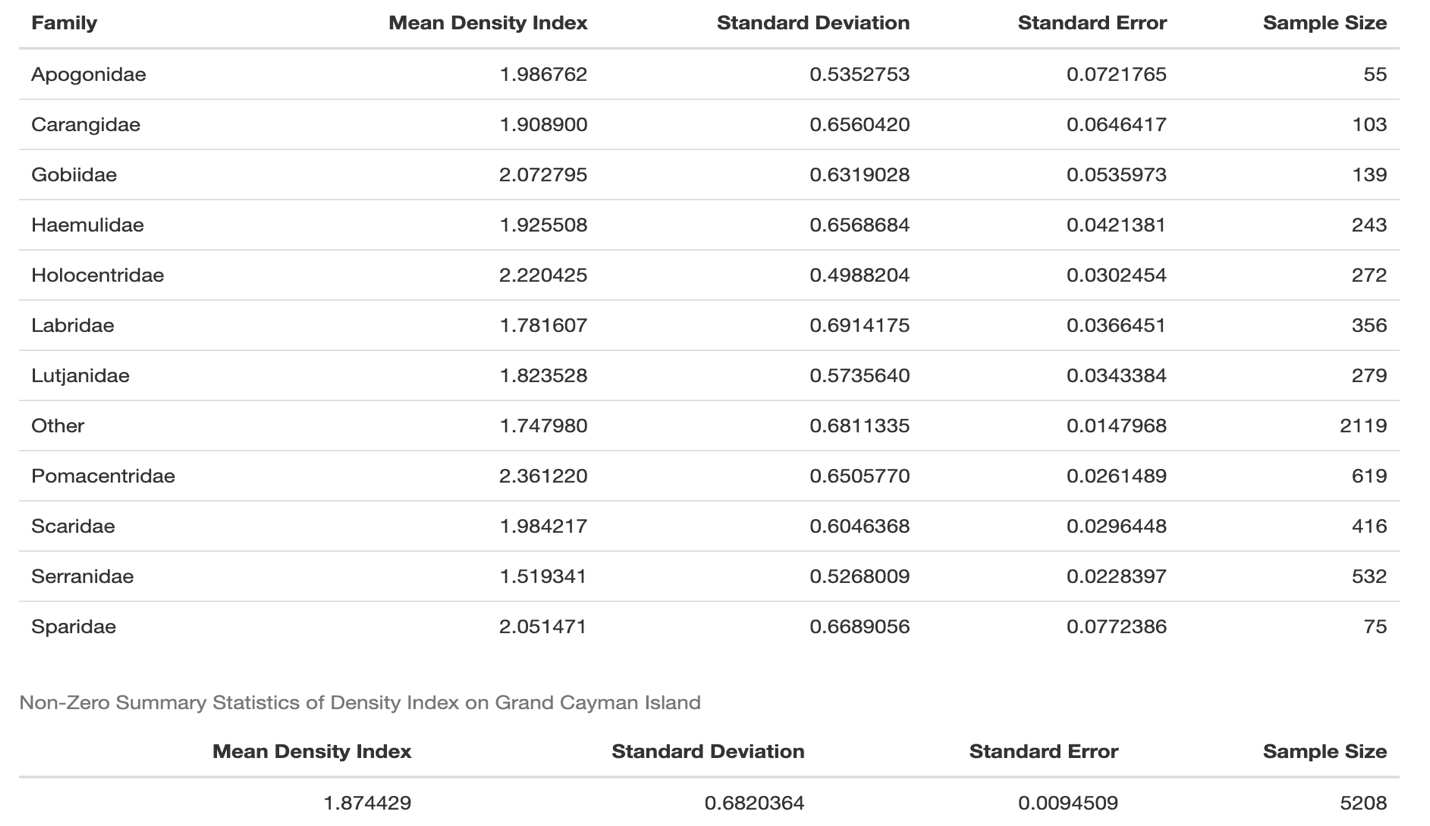 Family Mean Density Index Standard Deviation Standard Error Sample Size
Apogonidae 1.986762 0.5352753 0.0721765 55
Carangidae 1.908900 0.6560420 0.0646417 103
Gobiidae 2.072795 0.6319028 0.0535973 139
Haemulidae 1.925508 0.6568684 0.0421381 243
Holocentridae 2.220425 0.4988204 0.0302454 272
Labridae 1.781607 0.6914175 0.0366451 356
Lutjanidae 1.823528 0.5735640 0.0343384 279
Other 1.747980 0.6811335 0.0147968 2119
Pomacentridae 2.361220 0.6505770 0.0261489 619
Scaridae 1.984217 0.6046368 0.0296448 416
Serranidae 1.519341 0.5268009 0.0228397 532
Sparidae 2.051471 0.6689056 0.0772386 75
Non-Zero Summary Statistics of Density Index on Grand Cayman Island
Mean Density Index Standard Deviation Standard Error Sample Size
1.874429 0.6820364 0.0094509 5208